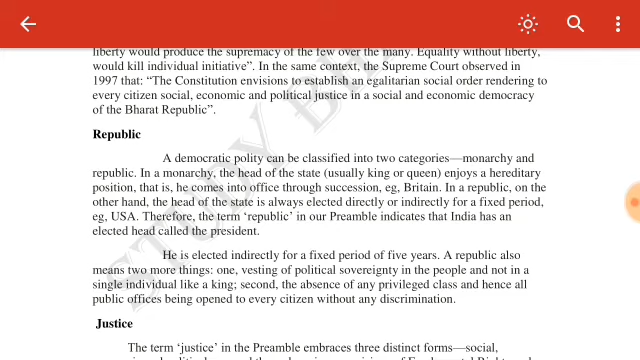 liberty would produce the supremacy of the few over the many. Equality without liberty,
would kill individual initiative". In the same context, the Supreme Court observed in
1997 that: "The Constitution envisions to establish an egalitarian social order rendering to
every citizen social, economic and political justice in a social and economic democracy
of the Bharat Republic".
Republic
A democratic polity can be classified into two categories—monarchy and
republic. In a monarchy, the head of the state (usually king or queen) enjoys a hereditary
position, that is, he comes into office through succession, eg, Britain. In a republic, on the
other hand, the head of the state is always elected directly or indirectly for a fixed period,
eg, USA. Therefore, the term 'republic' in our Preamble indicates that India has an
elected head called the president.
He is elected indirectly for a fixed period of five years. A republic also
means two more things: one, vesting of political sovereignty in the people and not in a
single individual like a king; second, the absence of any privileged class and hence all
public offices being opened to every citizen without any discrimination.
Justice
The term 'justice' in the Preamble embraces three distinct forms—social,
STUDY